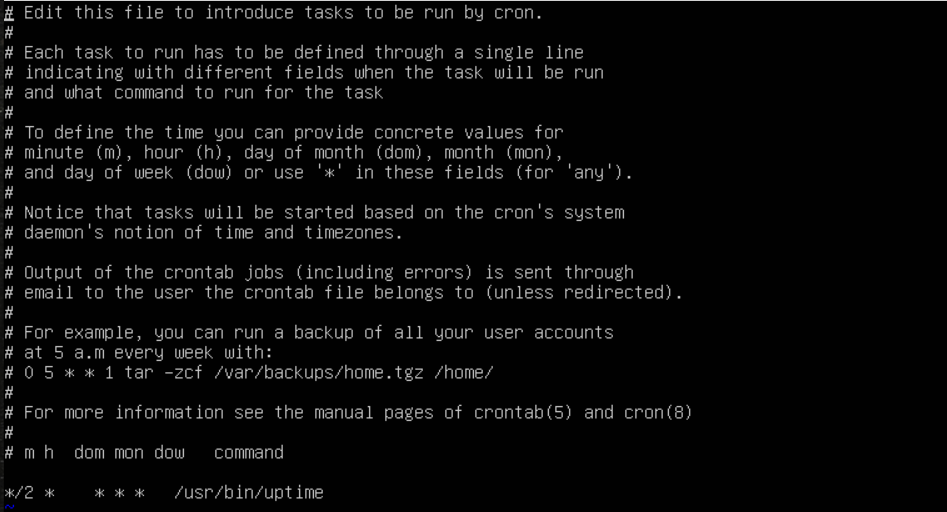 # Edit this file to introduce tasks to be run by cron.
#
# Each task to run has to be defined through a single line
# indicating with different fields when the task will be run
# and what command to run for the task
#
# To define the time you can provide concrete values for
# minute (m), hour (h), day of month (dom), month (mon),
# and day of week (dow) or use '*' in these fields (for 'any').
#
# Notice that tasks will be started based on the cron's system
# daemon's notion of time and timezones.
#
# Output of the crontab jobs (including errors) is sent through
# email to the user the crontab file belongs to (unless redirected).
#
# For example, you can run a backup of all your user accounts
# at 5 a.m every week with:
# 0 5 * * 1 tar -zcf /var/backups/home.tgz /home/
#
# For more information see the manual pages of crontab(5) and cron(8)
#
# m h  dom mon dow   command
*/2 *    * * *   /usr/bin/uptime